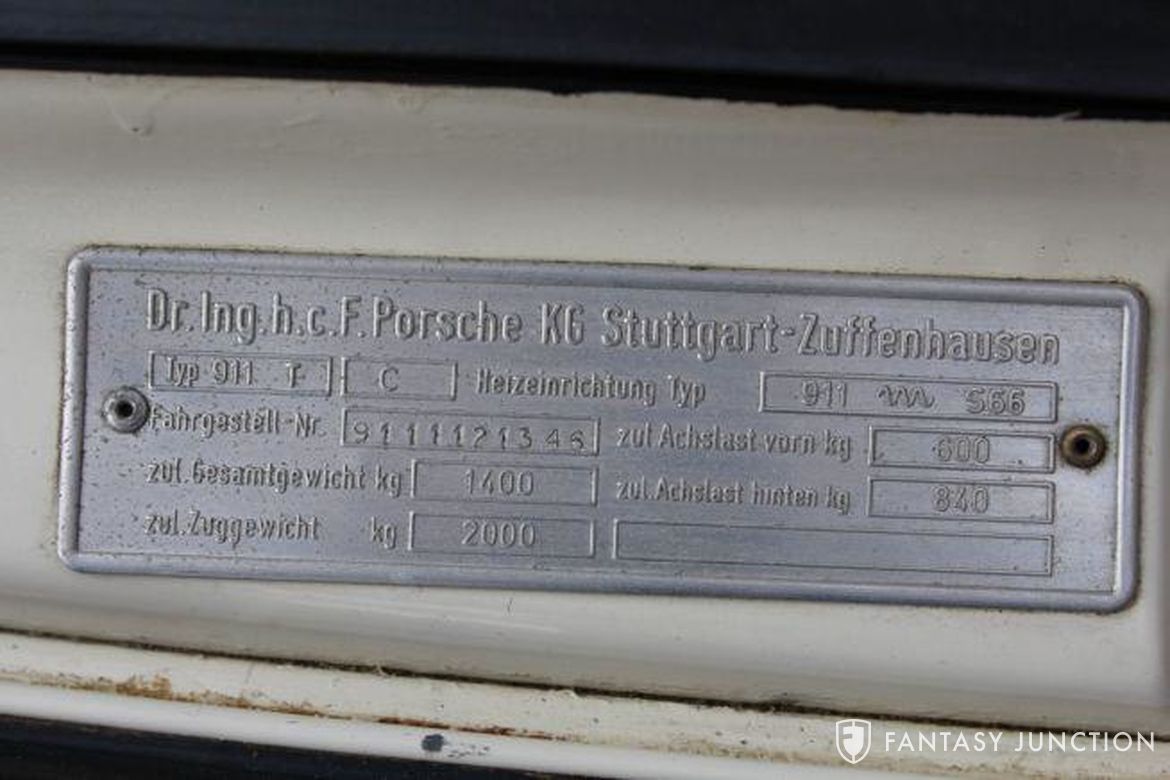 Dr.Ing.h.c.F.Porsche KG Stuttgart-Zuffenhausen
Typ 911 T C Heizeinrichtung Typ 911 S66
Fahrgestell-Nr. 9111121346 zul Achslast vorn kg 600
zul.Gesamtgewicht kg 1400 zul.Achslast hinten kg 840
zul.Zuggewicht kg 2000
FANTASY JUNCTION